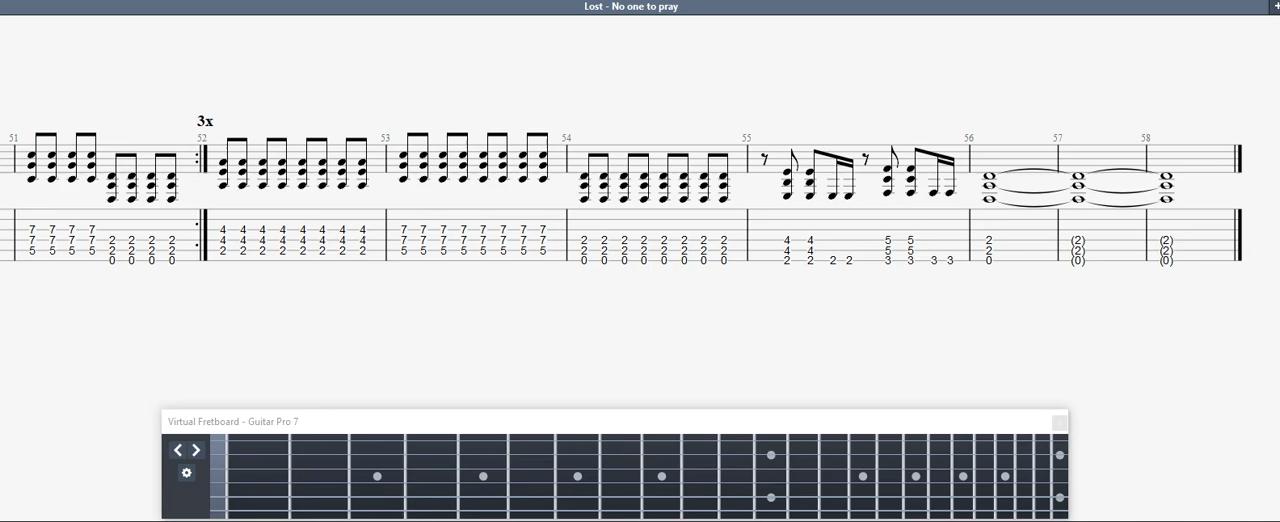 Lost - No one to pray
3x
51 52 53 54 55 56 57 58
7 7 7 7 4 4 4 4 4 4 4 4 7 7 7 7 7 7 7 7
7 7 7 7 2 2 2 2 4 4 4 4 4 4 4 4 7 7 7 7 7 7 7 7 2 2 2 2 2 2 2 2 4 4 5 5 2 (2) (2)
5 5 5 5 2 2 2 2 2 2 2 2 2 2 2 2 5 5 5 5 5 5 5 5 2 2 2 2 2 2 2 2 4 4 5 5 2 (2) (2)
0 0 0 0 0 0 0 0 0 0 0 0 2 2 2 2 3 3 3 3 0 (0) (0)
Virtual Fretboard - Guitar Pro 7